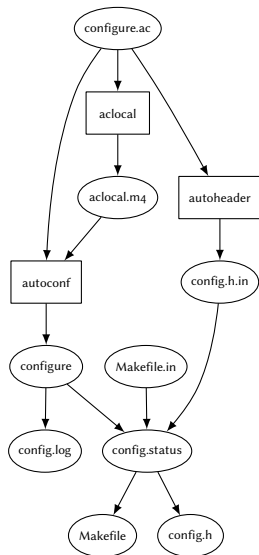 configure.ac
aclocal
aclocal.m4
autoheader
autoconf
config.h.in
configure
Makefile.in
config.log
config.status
Makefile
config.h